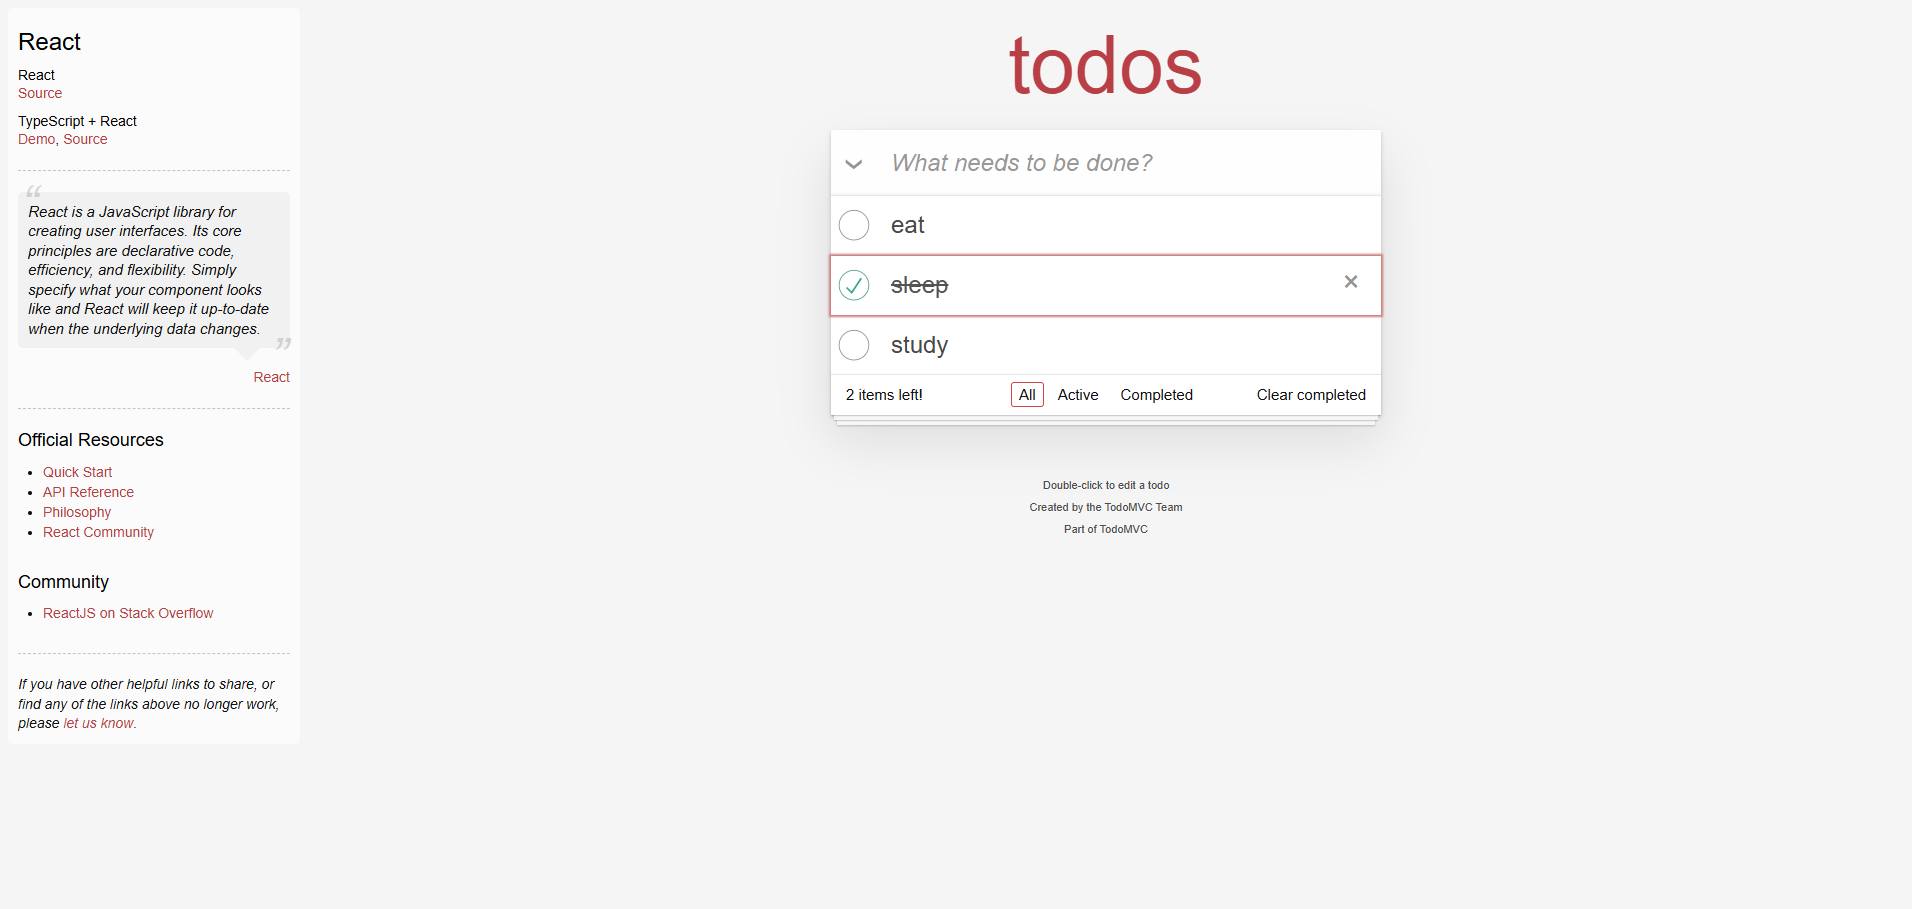 React
React
Source
TypeScript + React
Demo, Source
“
React is a JavaScript library for
creating user interfaces. Its core
principles are declarative code,
efficiency, and flexibility. Simply
specify what your component looks
like and React will keep it up-to-date
when the underlying data changes.
”
React
Official Resources
Quick Start
API Reference
Philosophy
React Community
Community
ReactJS on Stack Overflow
If you have other helpful links to share, or
find any of the links above no longer work,
please let us know.
todos
What needs to be done?
eat
sleep ×
study
2 items left! All Active Completed Clear completed
Double-click to edit a todo
Created by the TodoMVC Team
Part of TodoMVC